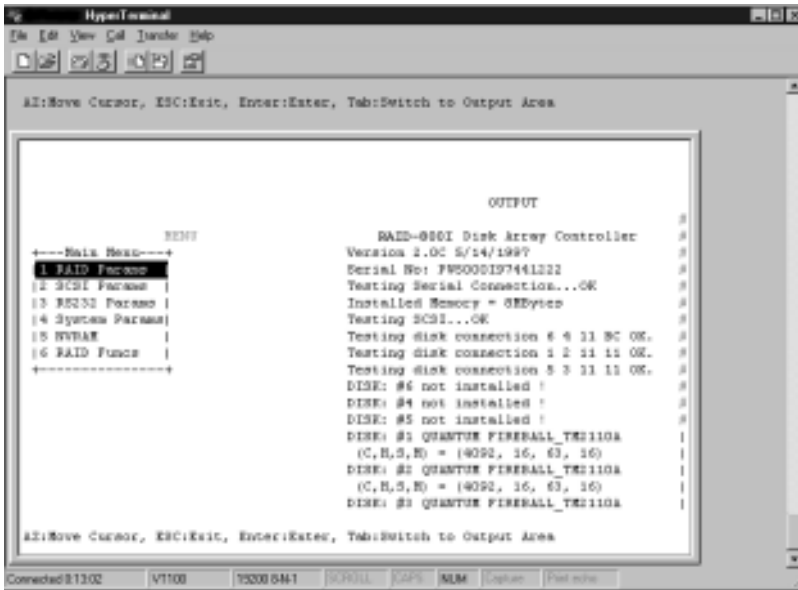 HyperTerminal
File Edit View Call Transfer Help
AZ:Move Cursor, ESC:Exit, Enter:Enter, Tab:Switch to Output Area
OUTPUT
MENU
RAID-800I Disk Array Controller
+---Main Menu---+
Version 2.0C 5/14/1997
1 RAID Params
Serial No:
|2 SCSI Params |
Testing Serial Connection...OK
|3 RS232 Params |
Installed Memory = 8MBytes
|4 System Params|
Testing SCSI...OK
|5 NVRAM |
Testing disk connection 6 4 11 BC OK.
|6 RAID Funcs |
Testing disk connection 1 2 11 11 OK.
+----------------+
Testing disk connection 5 3 11 11 OK.
DISK: #6 not installed !
DISK: #4 not installed !
DISK: #5 not installed !
DISK: #1 QUANTUM FIREBALL_TM2110A
(C,H,S,M) = (4092, 16, 63, 16)
DISK: #2 QUANTUM FIREBALL_TM2110A
(C,H,S,M) = (4092, 16, 63, 16)
DISK: #3 QUANTUM FIREBALL_TM2110A
AZ:Move Cursor, ESC:Exit, Enter:Enter, Tab:Switch to Output Area
Connected 0:13:02 VT100 19200 8-N-1 SCROLL CAPS NUM Capture Print echo